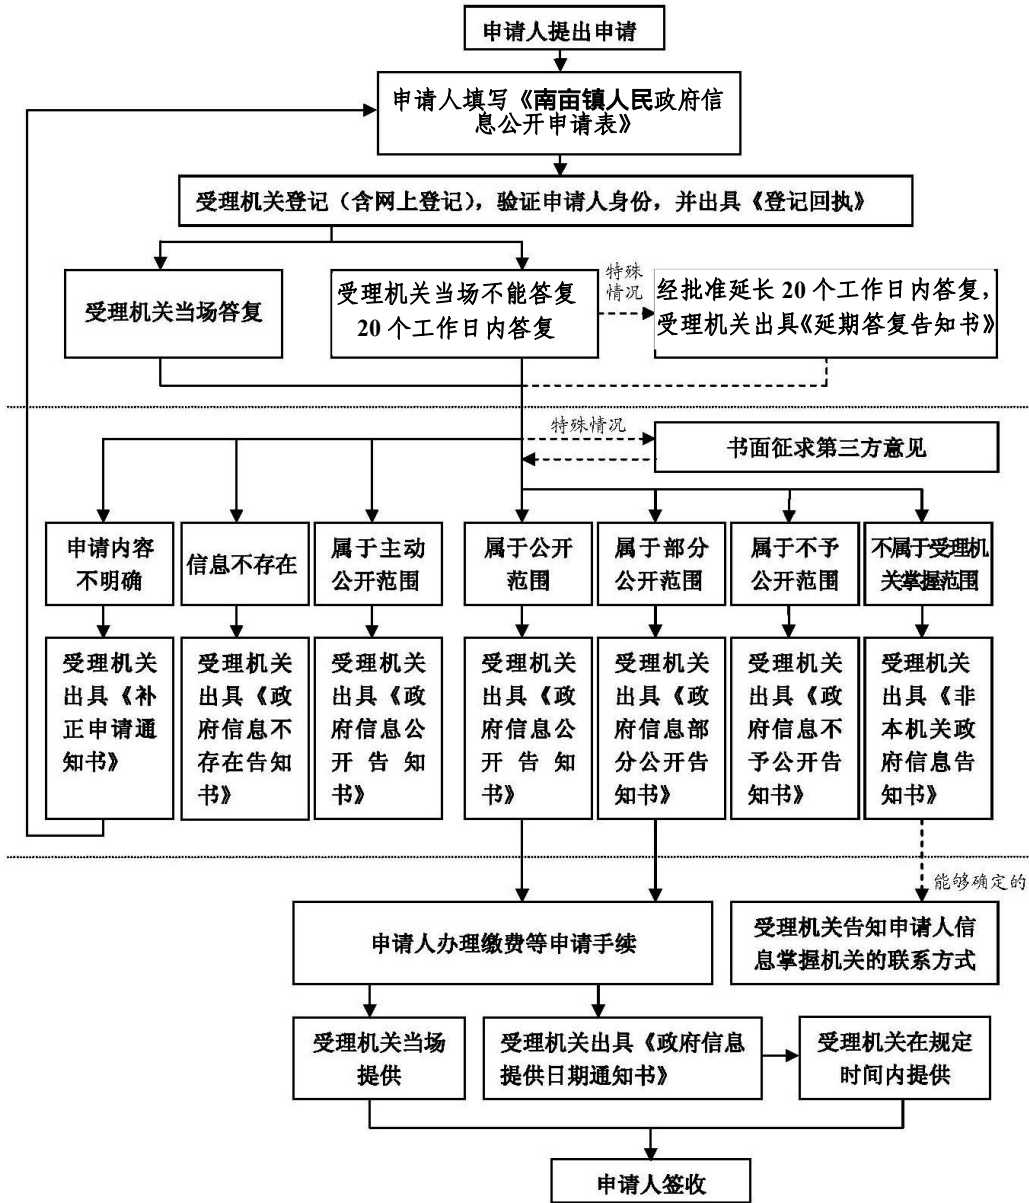 申请人提出申请
申请人填写《南亩镇人民政府信
息公开申请表》
受理机关登记（含网上登记），验证申请人身份，并出具《登记回执》
受理机关当场答复
受理机关当场不能答复
20 个工作日内答复
特殊
情况
经批准延长 20 个工作日内答复，
受理机关出具《延期答复告知书》
特殊情况
书面征求第三方意见
申请内容
不明确
信息不存在
属于主动
公开范围
属于公开
范围
属于部分
公开范围
属于不予
公开范围
不属于受理机
关掌握范围
受理机关
出具《补
正申请通
知书》
受理机关
出具《政
府信息不
存在告知
书》
受理机关
出具《政
府信息公
开告知
书》
受理机关
出具《政
府信息公
开告知
书》
受理机关
出具《政
府信息部
分公开告
知书》
受理机关
出具《政
府信息不
予公开告
知书》
受理机关
出具《非
本机关政
府信息告
知书》
能够确定的
申请人办理缴费等申请手续
受理机关告知申请人信
息掌握机关的联系方式
受理机关当场
提供
受理机关出具《政府信息
提供日期通知书》
受理机关在规定
时间内提供
申请人签收